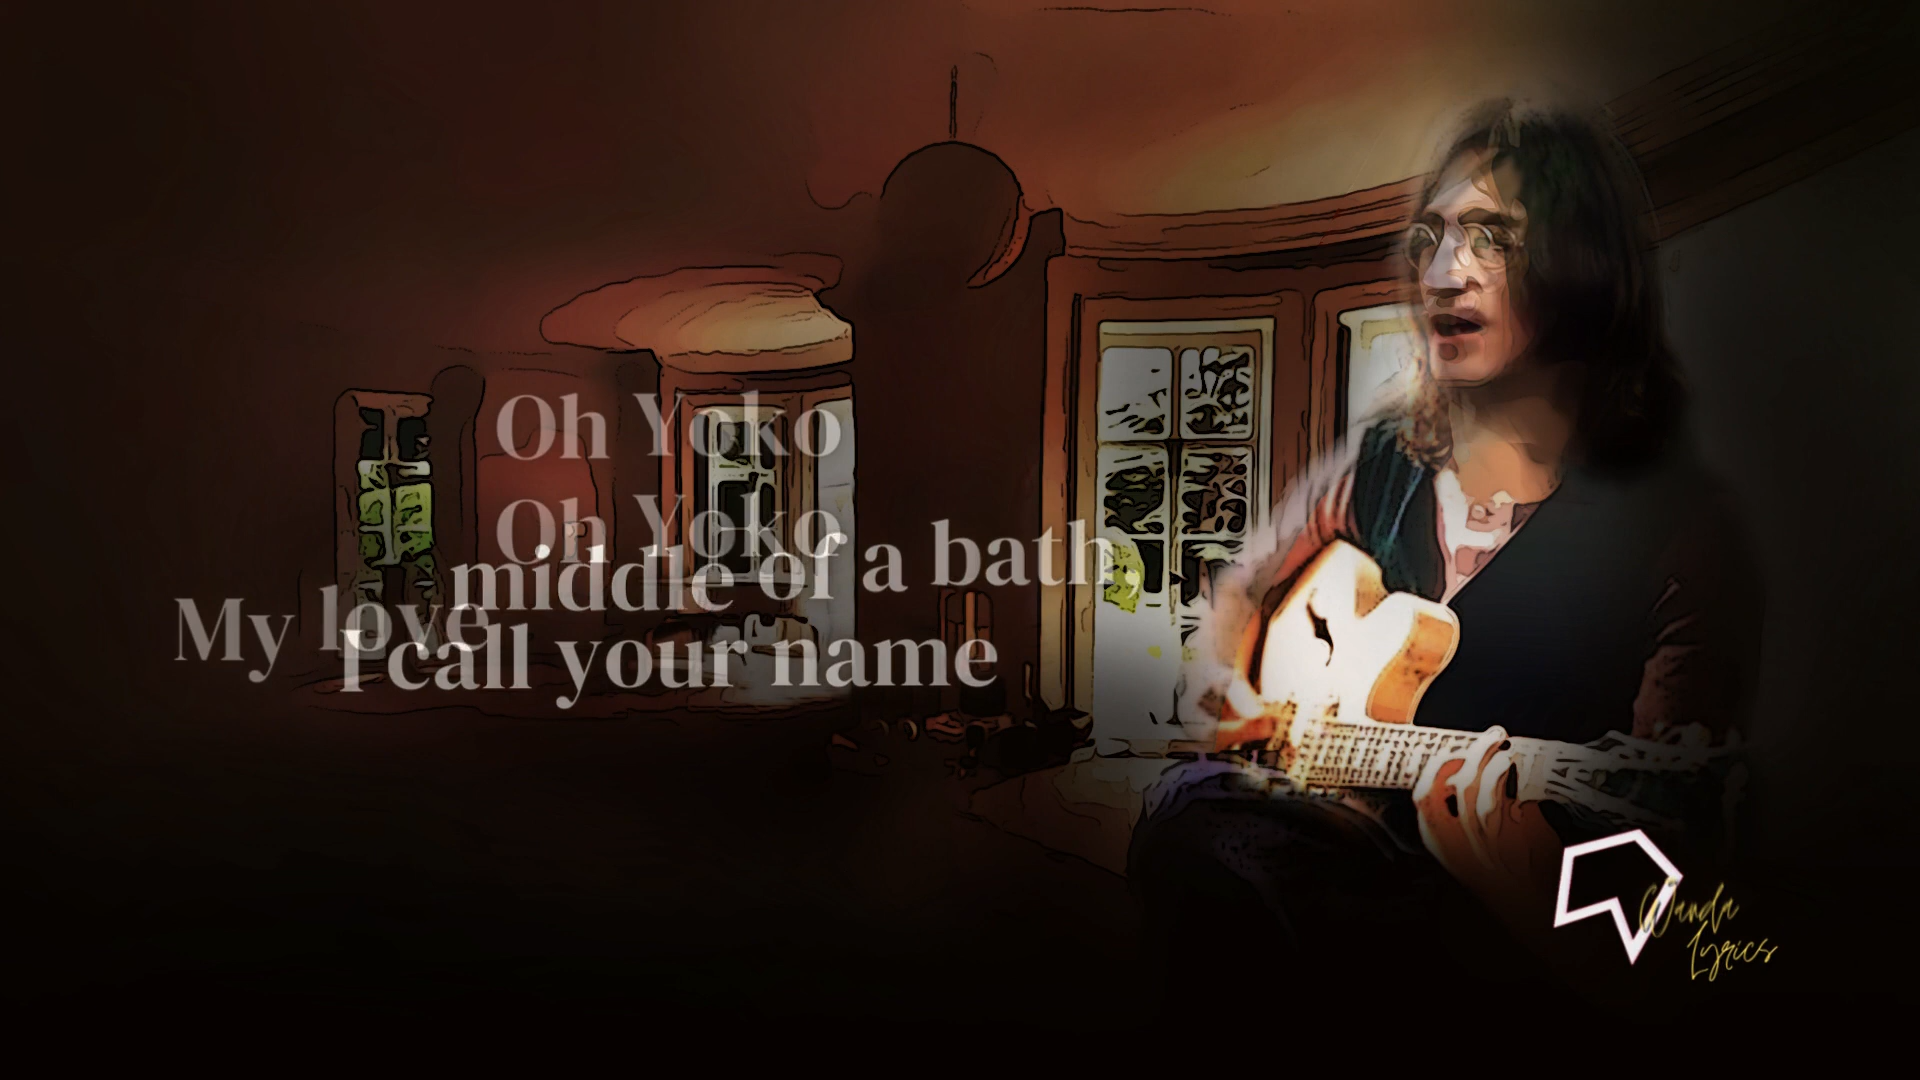 Oh Yoko
Oh Yoko
middle of a bath,
My love
I call your name
Wanda
Lyrics